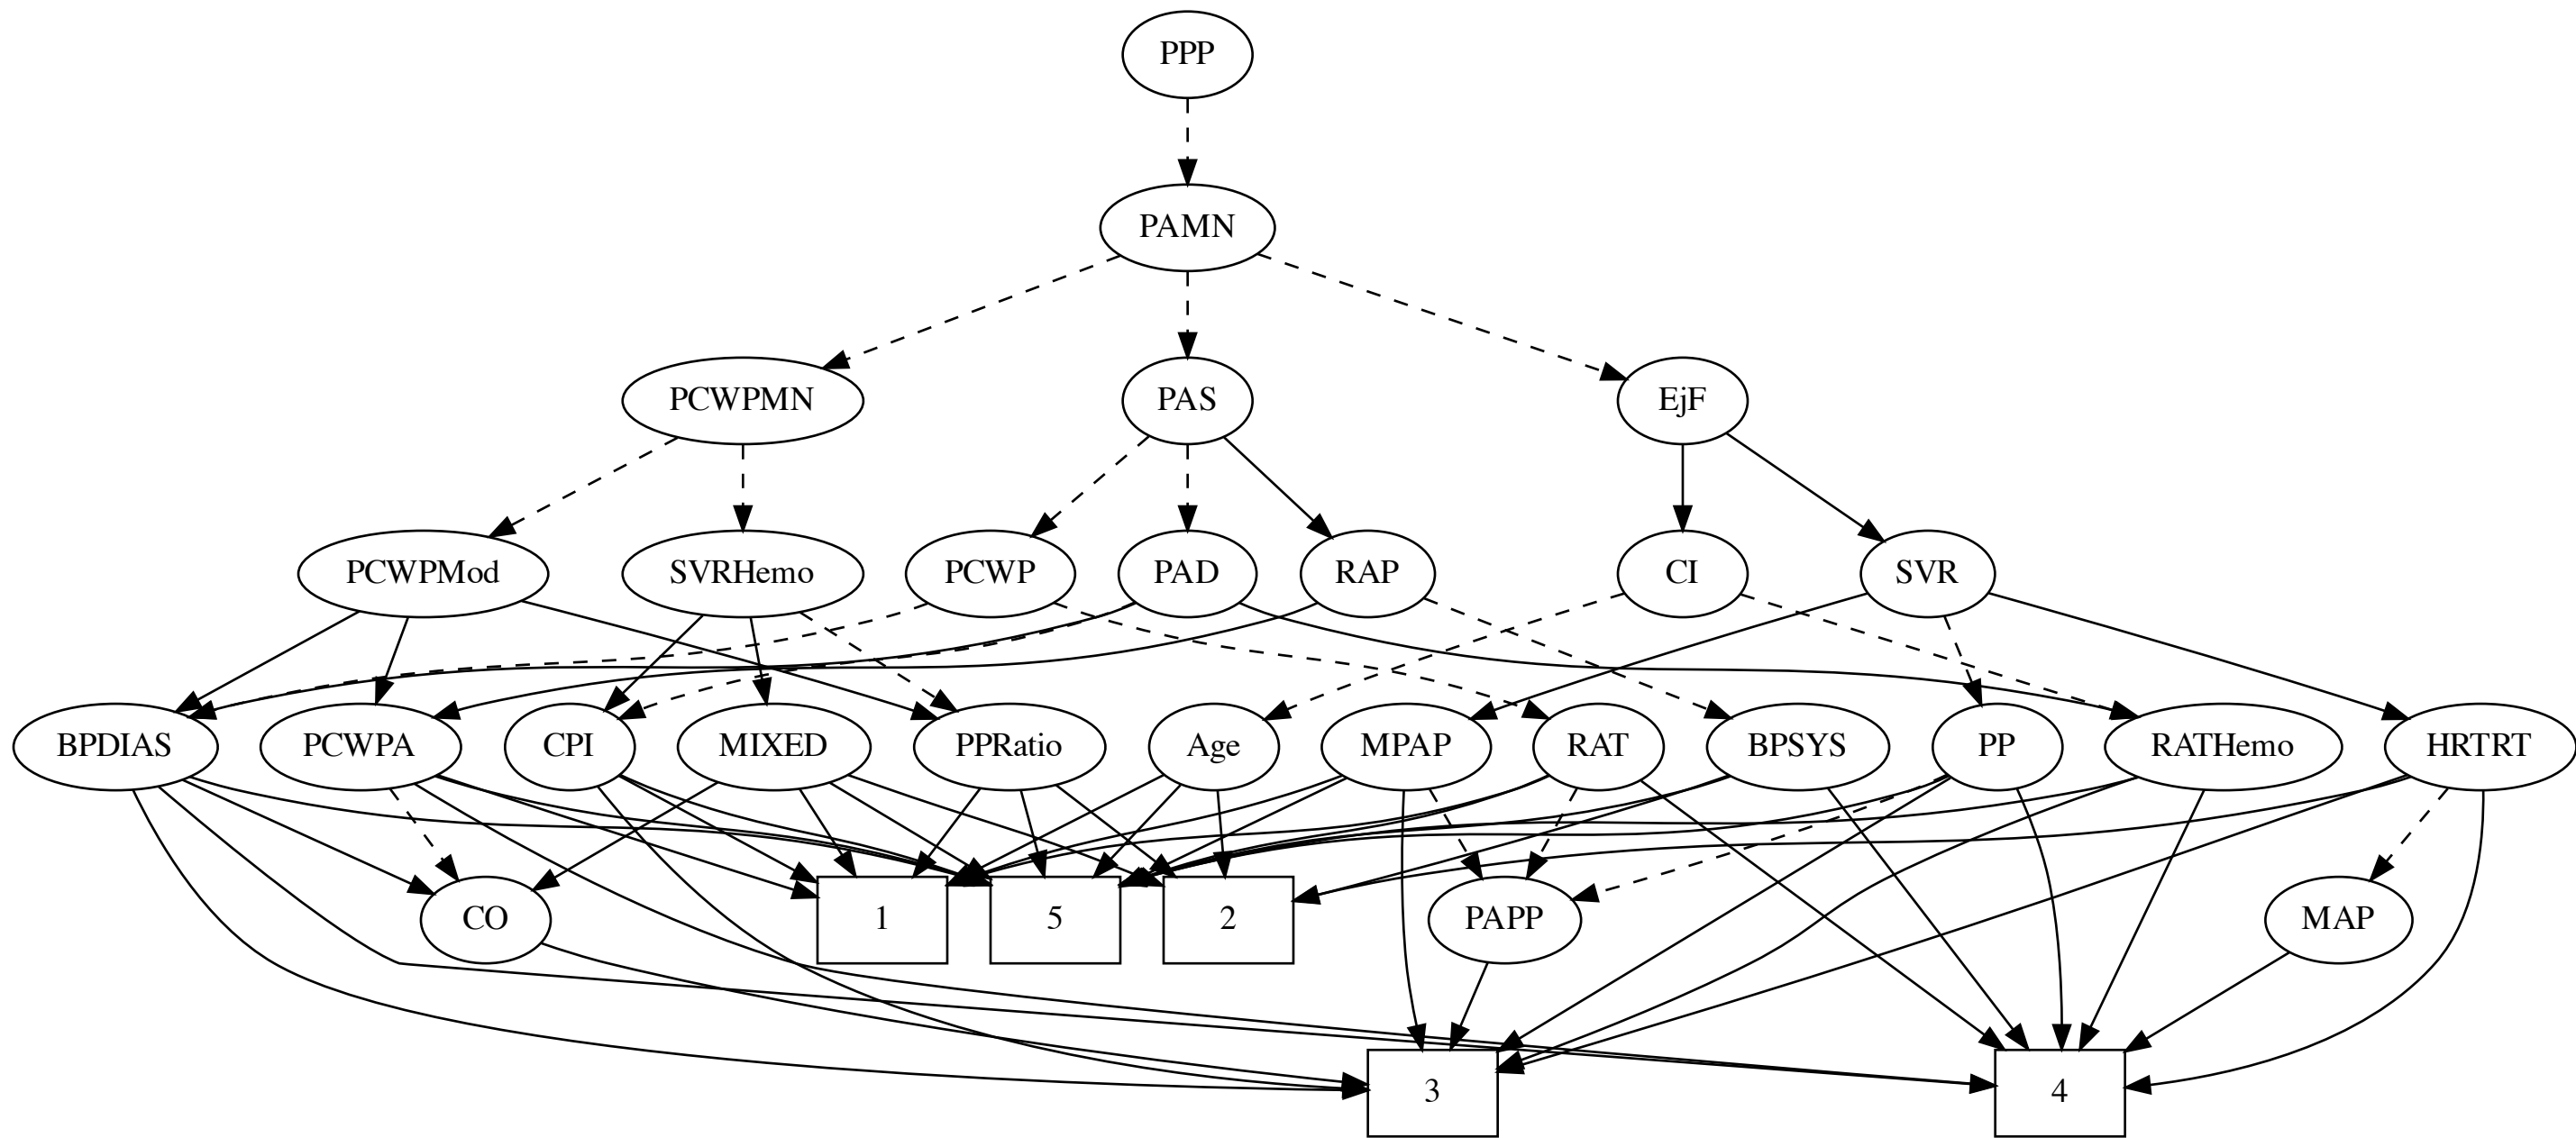 PPP
PAMN
PCWPMN
PAS
EjF
PCWPMod
SVRHemo
PCWP
PAD
RAP
CI
SVR
BPDIAS
PCWPA
CPI
MIXED
PPRatio
Age
MPAP
RAT
BPSYS
PP
RATHemo
HRTRT
CO
1
5
2
PAPP
MAP
3
4